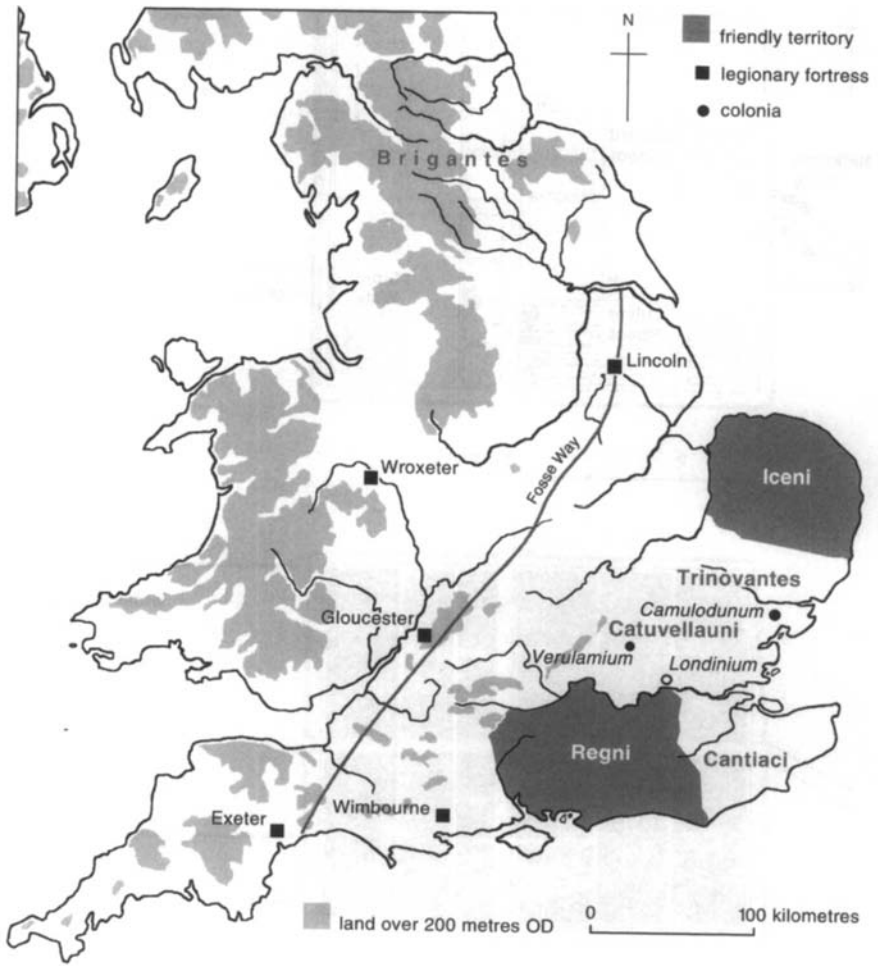 N
friendly territory
legionary fortress
colonia
Brigantes
Lincoln
Fosse Way
Wroxeter
Iceni
Trinovantes
Camulodunum
Gloucester
Catuvellauni
Verulamium
Londinium
Regni
Cantiaci
Wimbourne
Exeter
land over 200 metres OD
0
100 kilometres